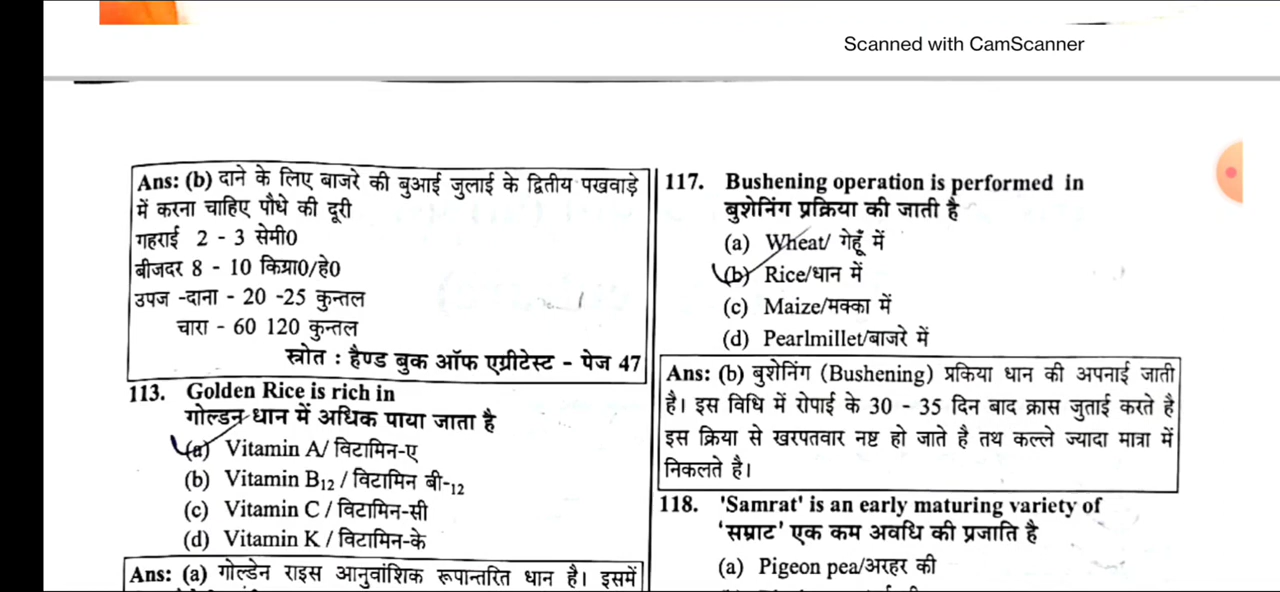 Scanned with CamScanner
Ans: (b) दाने के लिए बाजरे की बुआई जुलाई के द्वितीय पखवाड़े
में करना चाहिए पौधे की दूरी
गहराई 2 - 3 सेमी0
बीजदर 8 - 10 किग्रा0/हे0
उपज -दाना - 20 -25 कुन्तल
चारा - 60 120 कुन्तल
स्त्रोत : हैण्ड बुक ऑफ एग्रीटेस्ट - पेज 47
113. Golden Rice is rich in
गोल्डन धान में अधिक पाया जाता है
(a) Vitamin A/ विटामिन-ए
(b) Vitamin B12 / विटामिन बी-12
(c) Vitamin C / विटामिन-सी
(d) Vitamin K / विटामिन-के
Ans: (a) गोल्डेन राइस आनुवांशिक रूपान्तरित धान है। इसमें
117. Bushening operation is performed in
बुशेनिंग प्रक्रिया की जाती है
(a) Wheat/ गेहूँ में
(b) Rice/धान में
(c) Maize/मक्का में
(d) Pearlmillet/बाजरे में
Ans: (b) बुशेनिंग (Bushening) प्रकिया धान की अपनाई जाती
है। इस विधि में रोपाई के 30 - 35 दिन बाद क्रास जुताई करते है
इस क्रिया से खरपतवार नष्ट हो जाते है तथ कल्ले ज्यादा मात्रा में
निकलते है।
118. 'Samrat' is an early maturing variety of
'सम्राट' एक कम अवधि की प्रजाति है
(a) Pigeon pea/अरहर की